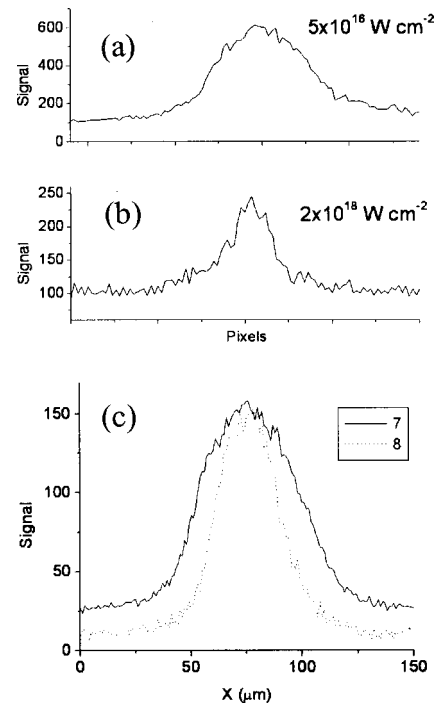 (a)
5x10^16 W cm^-2
Signal
600
400
200
0
(b)
2x10^18 W cm^-2
Signal
250
200
150
100
Pixels
(c)
7
8
Signal
150
100
50
0
0 50 100 150
X (μm)